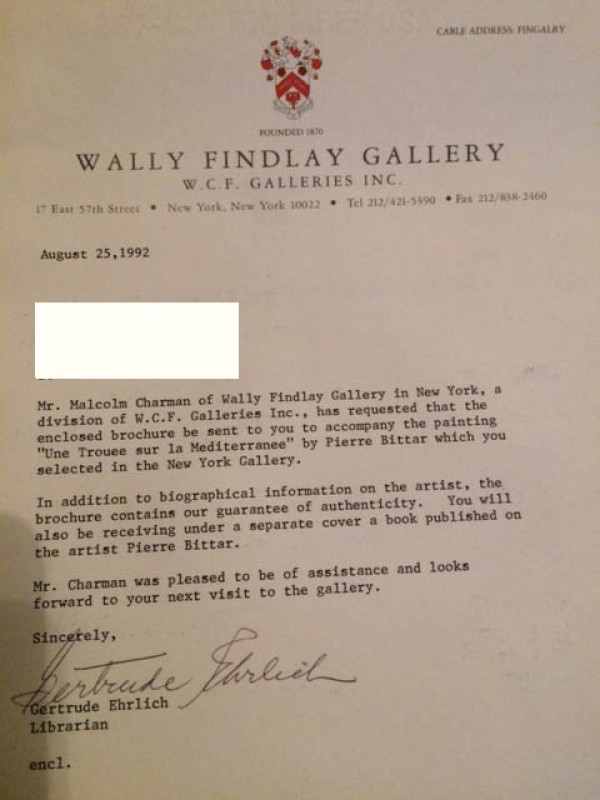 CABLE ADDRESS: FINGALRY
FOUNDED 1870
WALLY FINDLAY GALLERY
W.C.F. GALLERIES INC.
17 East 57th Street • New York, New York 10022 • Tel 212/421-5390 • Fax 212/838-2460
August 25,1992
Mr. Malcolm Charman of Wally Findlay Gallery in New York, a
division of W.C.F. Galleries Inc., has requested that the
enclosed brochure be sent to you to accompany the painting
"Une Trouee sur la Mediterranee" by Pierre Bittar which you
selected in the New York Gallery.
In addition to biographical information on the artist, the
brochure contains our guarantee of authenticity. You will
also be receiving under a separate cover a book published on
the artist Pierre Bittar.
Mr. Charman was pleased to be of assistance and looks
forward to your next visit to the gallery.
Sincerely,
Gertrude Ehrlich
Gertrude Ehrlich
Librarian
encl.